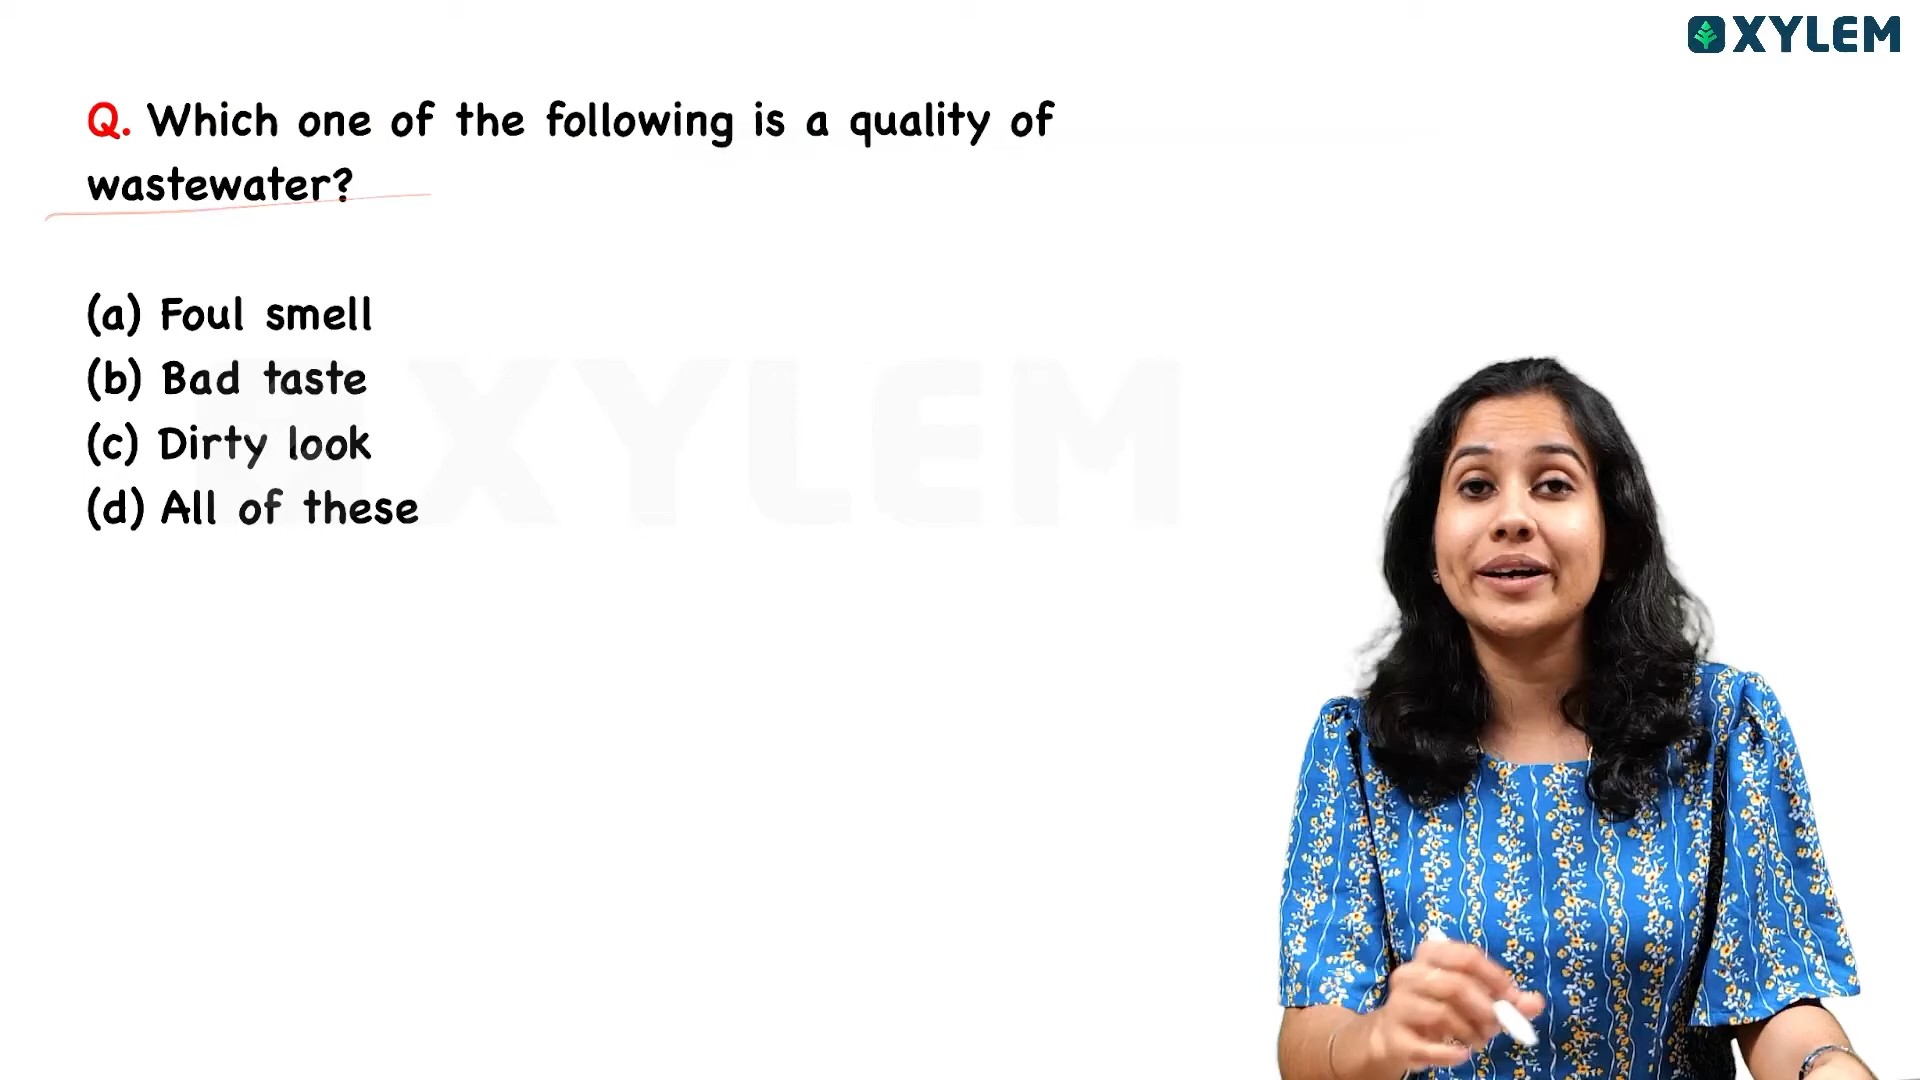 XYLEM
Q. Which one of the following is a quality of
wastewater?
(a) Foul smell
(b) Bad taste
(c) Dirty look
(d) All of these
XYLEM